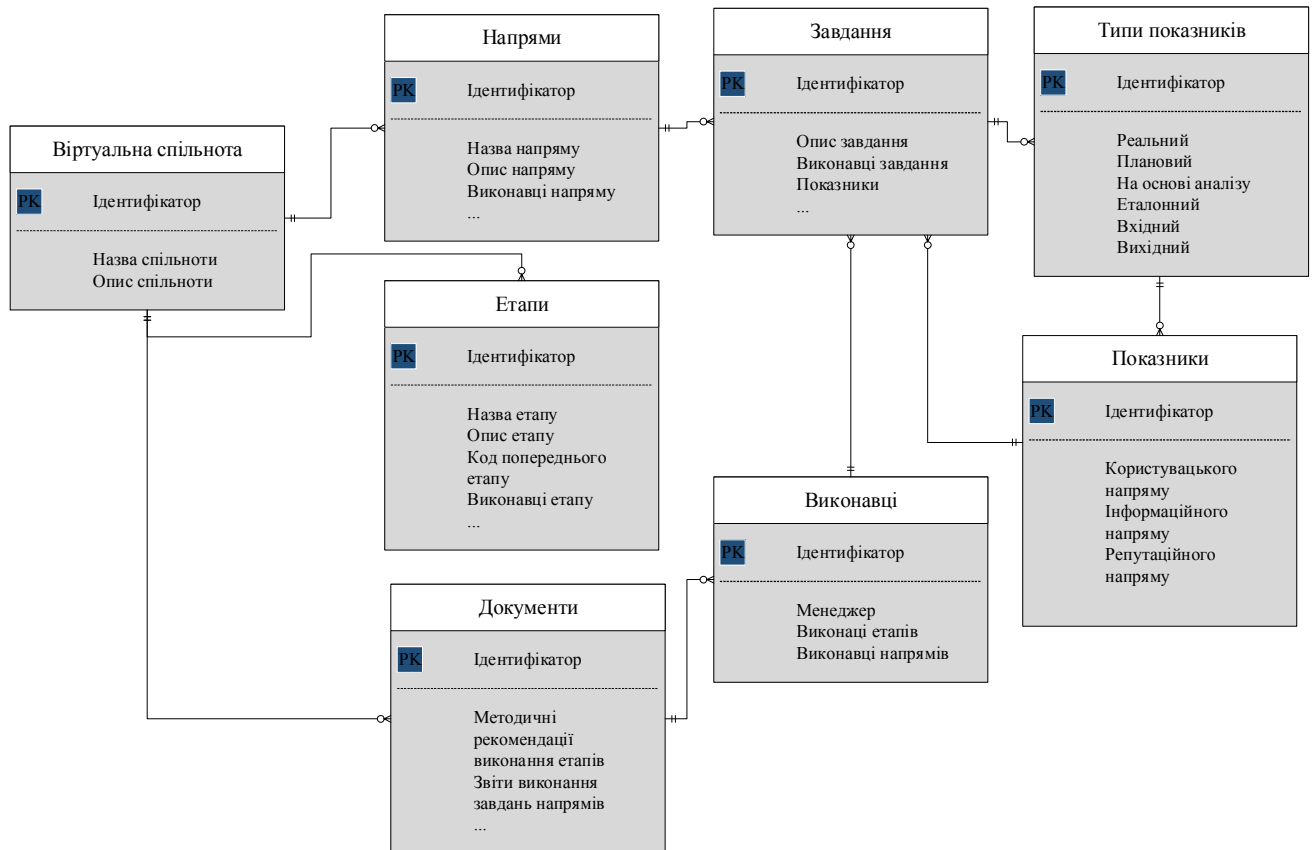 Віртуальна спільнота
PK
Ідентифікатор
Назва спільноти
Опис спільноти
Напрями
PK
Ідентифікатор
Назва напряму
Опис напряму
Виконавці напряму
...
Етапи
PK
Ідентифікатор
Назва етапу
Опис етапу
Код попереднього
етапу
Виконавці етапу
...
Документи
PK
Ідентифікатор
Методичні
рекомендації
виконання етапів
Звіти виконання
завдань напрямів
...
Завдання
PK
Ідентифікатор
Опис завдання
Виконавці завдання
Показники
...
Виконавці
PK
Ідентифікатор
Менеджер
Виконаці етапів
Виконавці напрямів
Типи показників
PK
Ідентифікатор
Реальний
Плановий
На основі аналізу
Еталонний
Вхідний
Вихідний
Показники
PK
Ідентифікатор
Користувацького
напряму
Інформаційного
напряму
Репутаційного
напряму